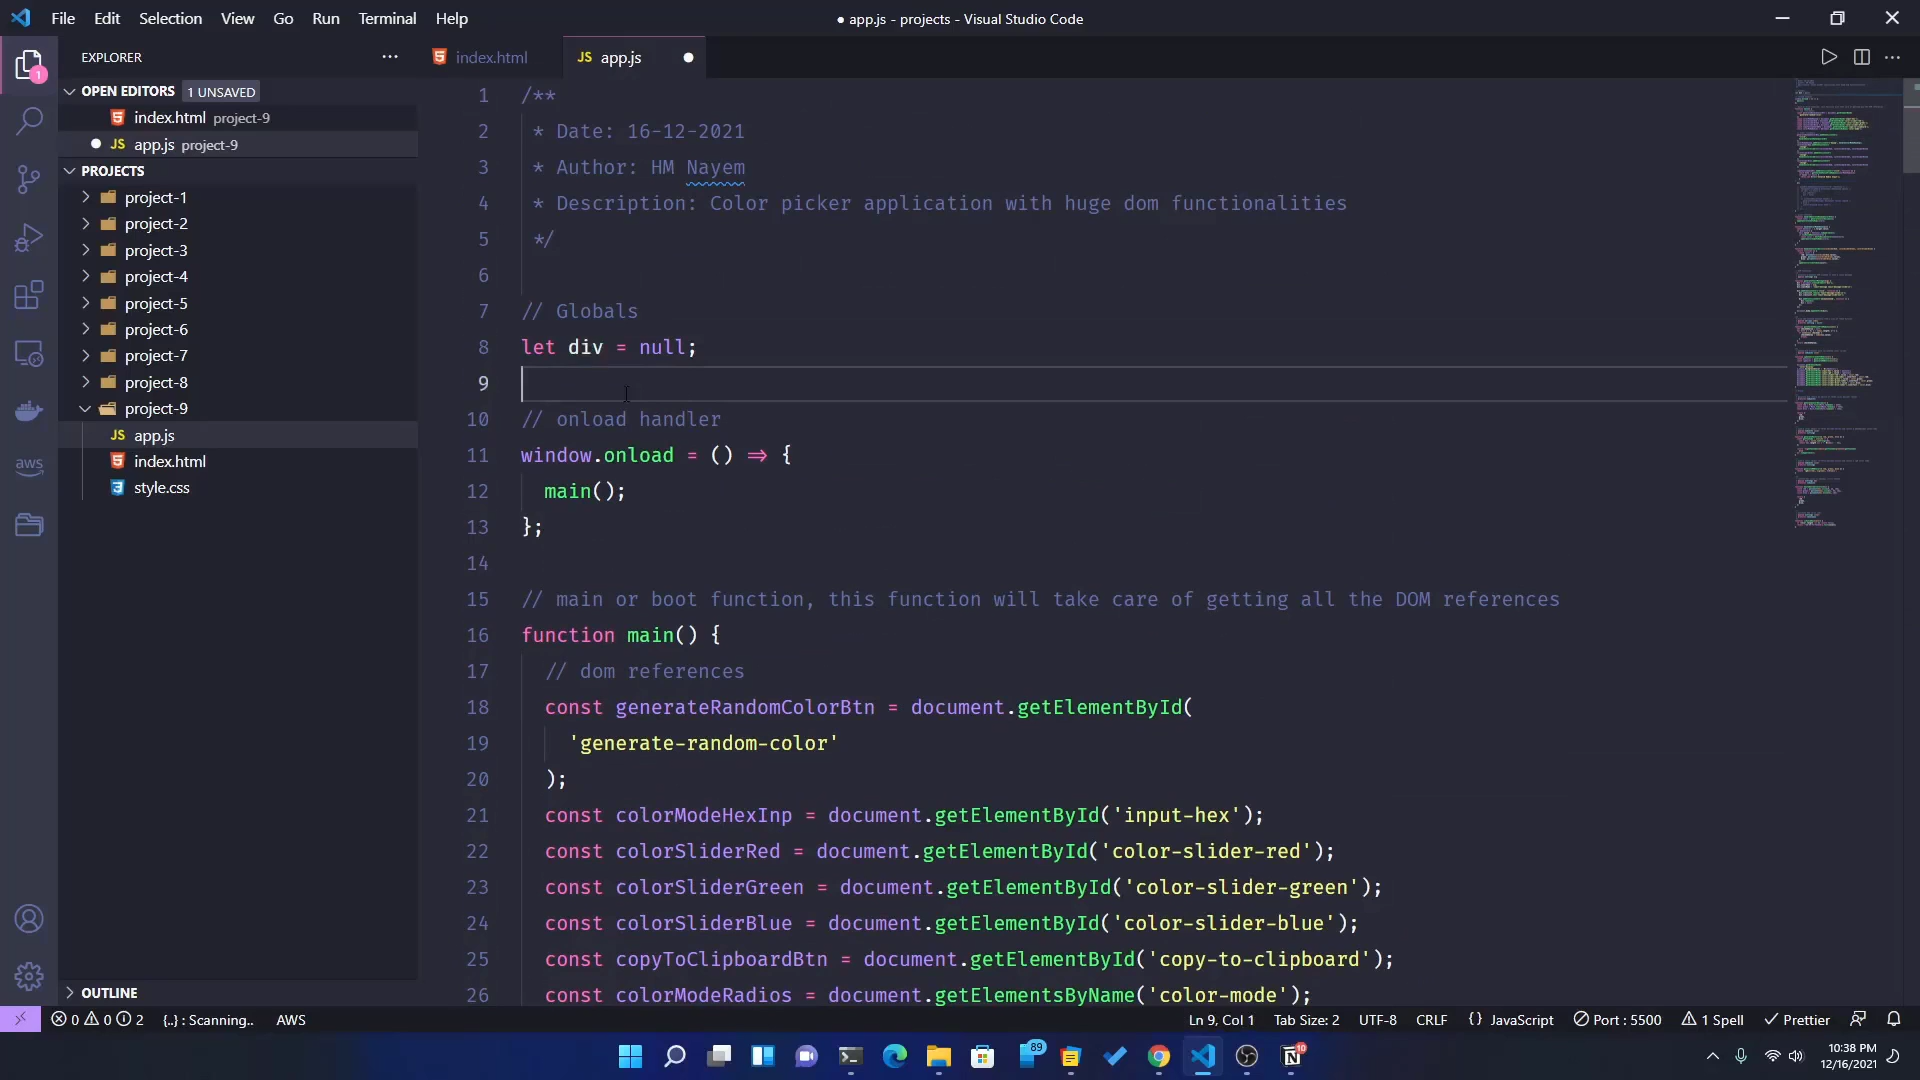 File Edit Selection View Go Run Terminal Help
● app.js - projects - Visual Studio Code
EXPLORER
OPEN EDITORS 1 UNSAVED
index.html project-9
JS app.js project-9
PROJECTS
project-1
project-2
project-3
project-4
project-5
project-6
project-7
project-8
project-9
JS app.js
index.html
style.css
OUTLINE
1
aws
index.html
JS app.js
1 /**
2 * Date: 16-12-2021
3 * Author: HM Nayem
4 * Description: Color picker application with huge dom functionalities
5 */
6
7 // Globals
8 let div = null;
9
10 // onload handler
11 window.onload = () => {
12 main();
13 };
14
15 // main or boot function, this function will take care of getting all the DOM references
16 function main() {
17 // dom references
18 const generateRandomColorBtn = document.getElementById(
19 'generate-random-color'
20 );
21 const colorModeHexInp = document.getElementById('input-hex');
22 const colorSliderRed = document.getElementById('color-slider-red');
23 const colorSliderGreen = document.getElementById('color-slider-green');
24 const colorSliderBlue = document.getElementById('color-slider-blue');
25 const copyToClipboardBtn = document.getElementById('copy-to-clipboard');
26 const colorModeRadios = document.getElementsByName('color-mode');
0 0 2 {..} : Scanning.. AWS
Ln 9, Col 1 Tab Size: 2 UTF-8 CRLF {} JavaScript Port : 5500 1 Spell Prettier
89
10
10:38 PM
12/16/2021